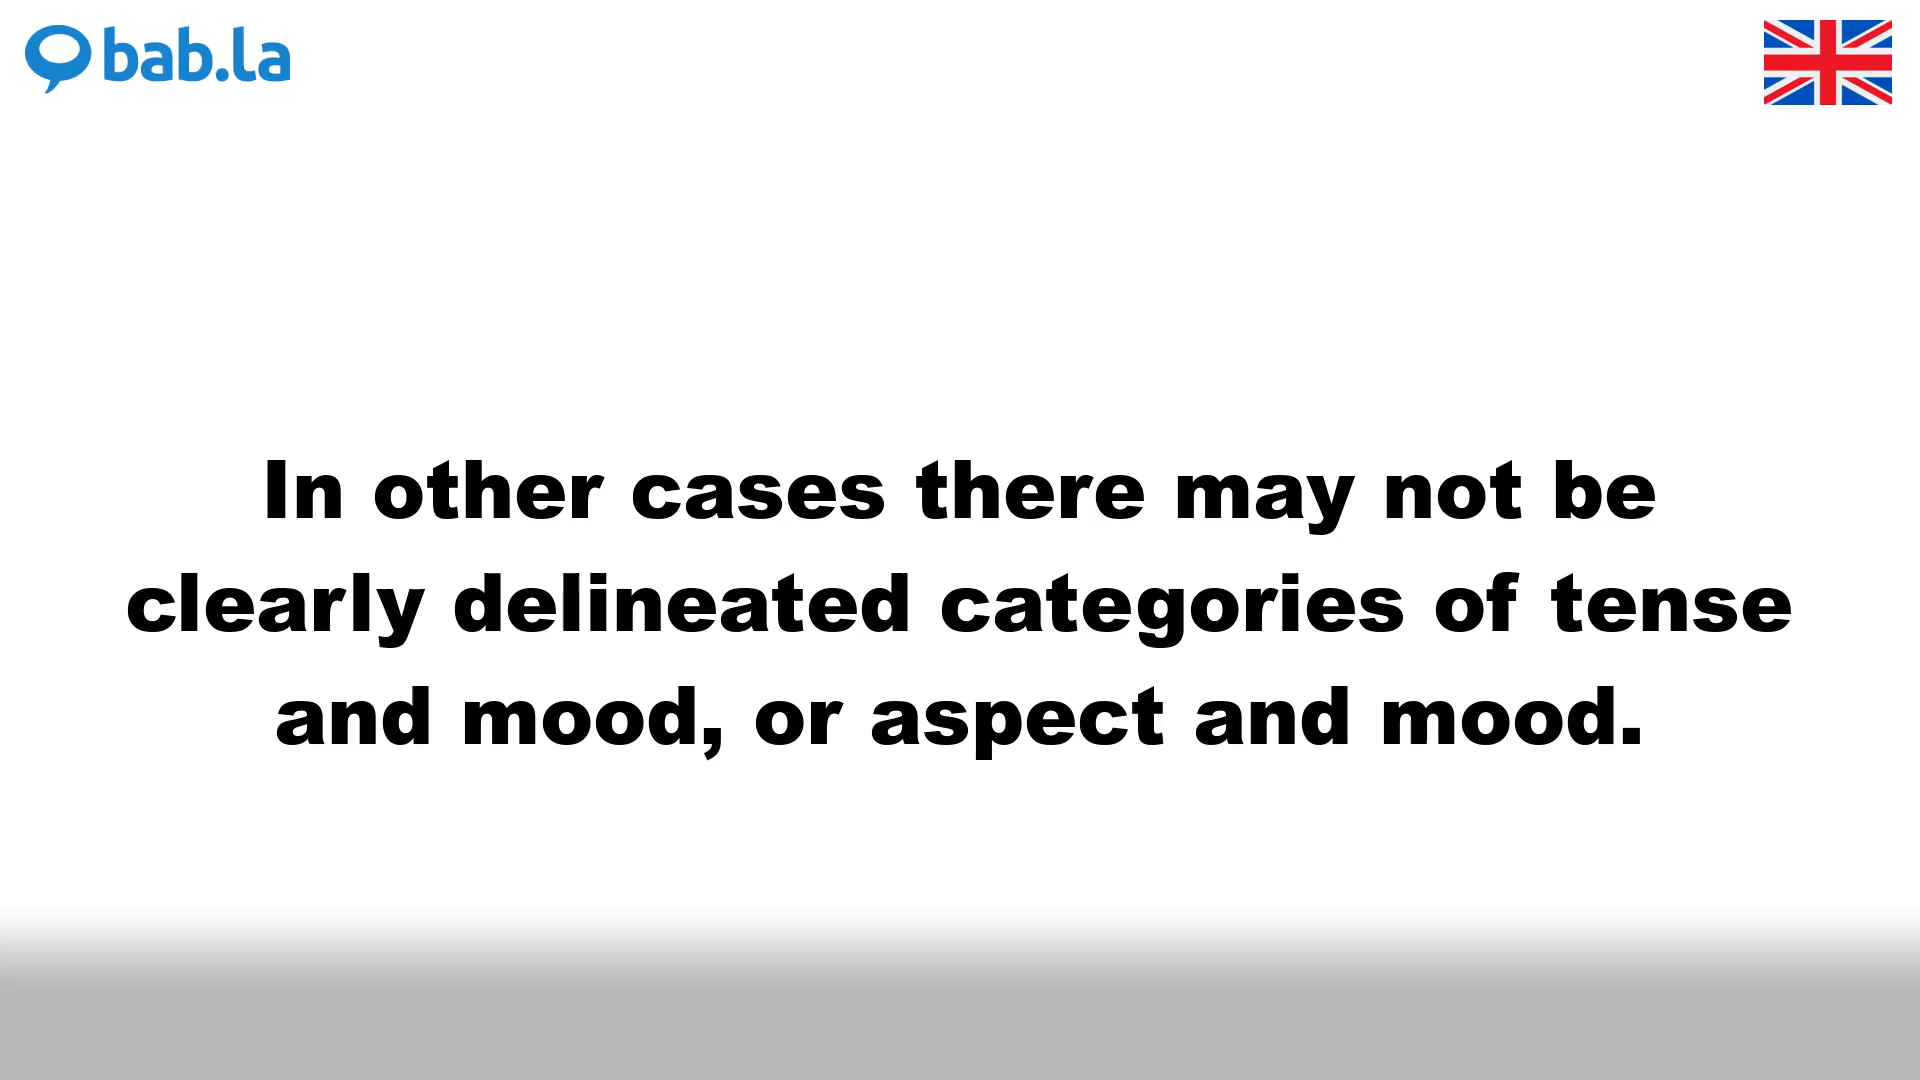 bab.la
In other cases there may not be
clearly delineated categories of tense
and mood, or aspect and mood.